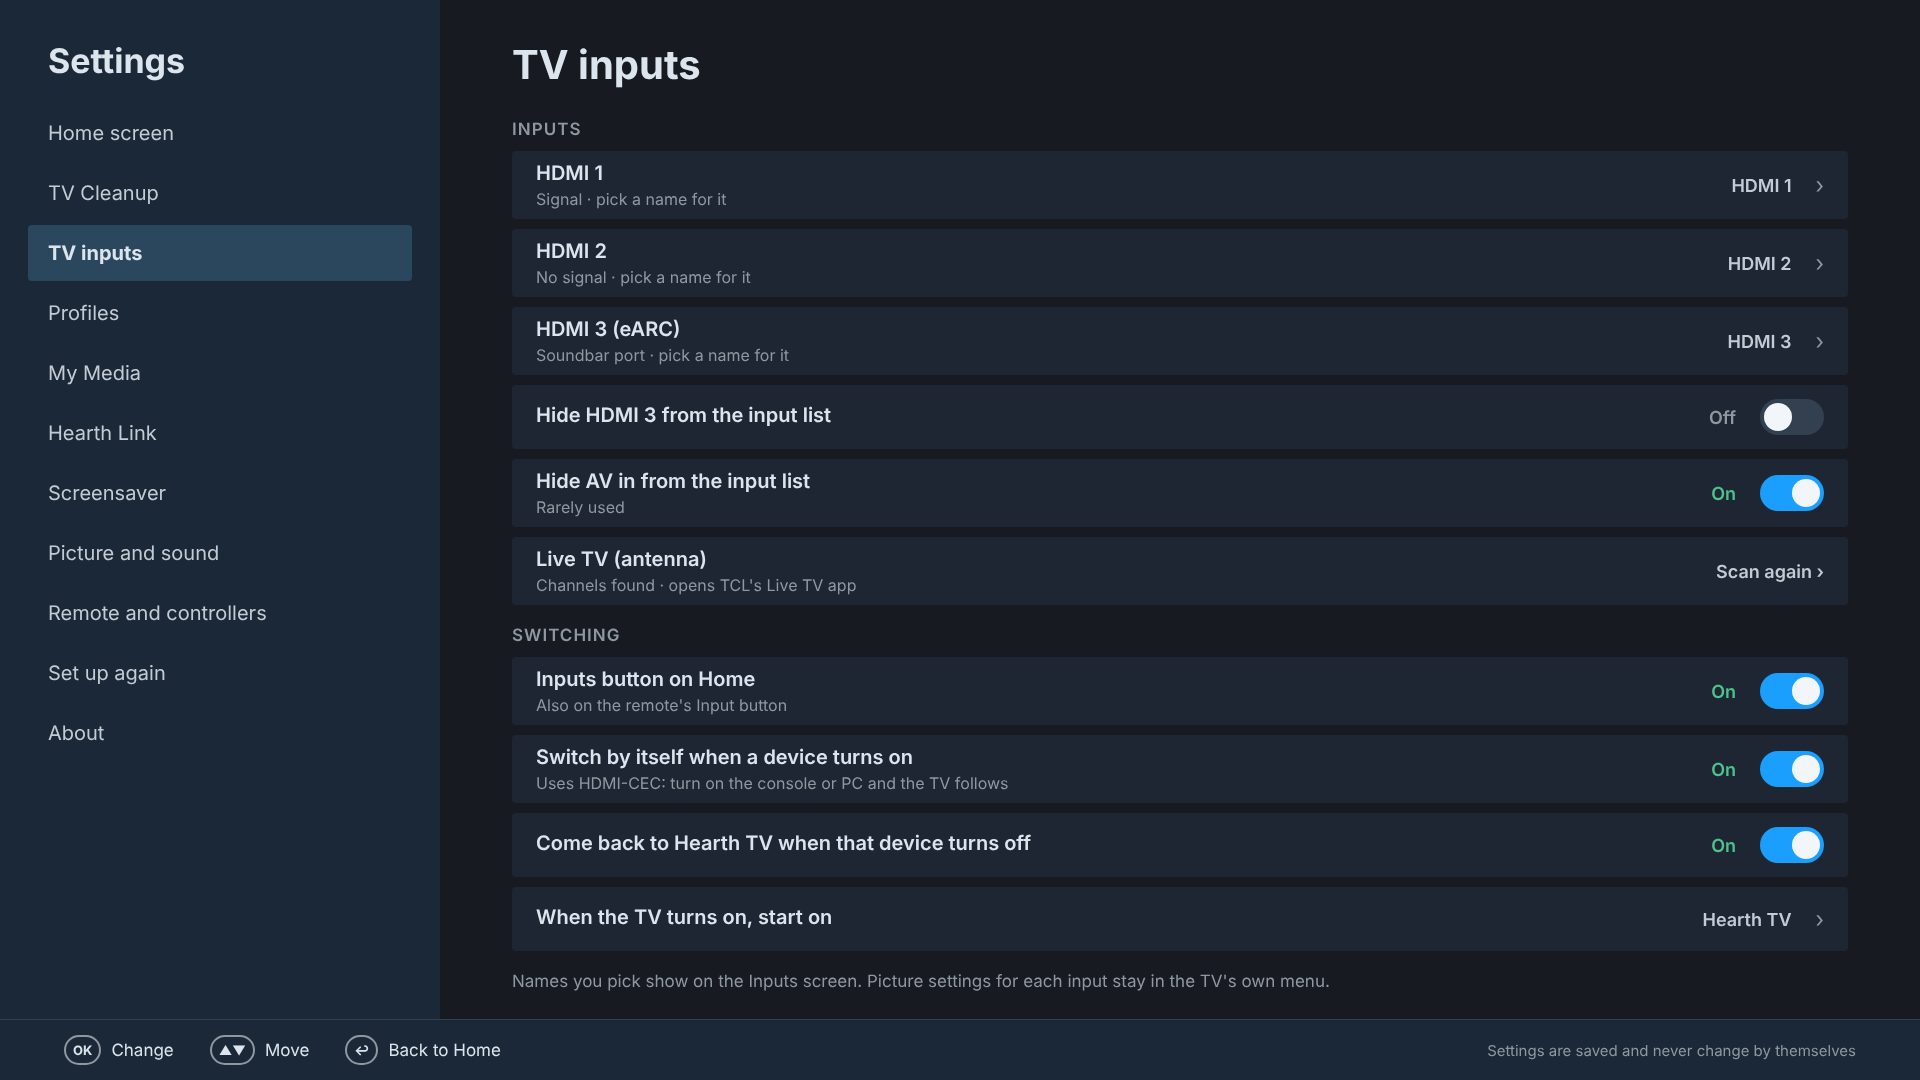 Settings
Home screen
TV Cleanup
TV inputs
Profiles
My Media
Hearth Link
Screensaver
Picture and sound
Remote and controllers
Set up again
About
TV inputs
INPUTS
HDMI 1
Signal · pick a name for it
HDMI 1 ›
HDMI 2
No signal · pick a name for it
HDMI 2 ›
HDMI 3 (eARC)
Soundbar port · pick a name for it
HDMI 3 ›
Hide HDMI 3 from the input list
Off
Hide AV in from the input list
Rarely used
On
Live TV (antenna)
Channels found · opens TCL's Live TV app
Scan again ›
SWITCHING
Inputs button on Home
Also on the remote's Input button
On
Switch by itself when a device turns on
Uses HDMI-CEC: turn on the console or PC and the TV follows
On
Come back to Hearth TV when that device turns off
On
When the TV turns on, start on
Hearth TV ›
Names you pick show on the Inputs screen. Picture settings for each input stay in the TV's own menu.
OK Change ▲▼ Move ↩ Back to Home
Settings are saved and never change by themselves